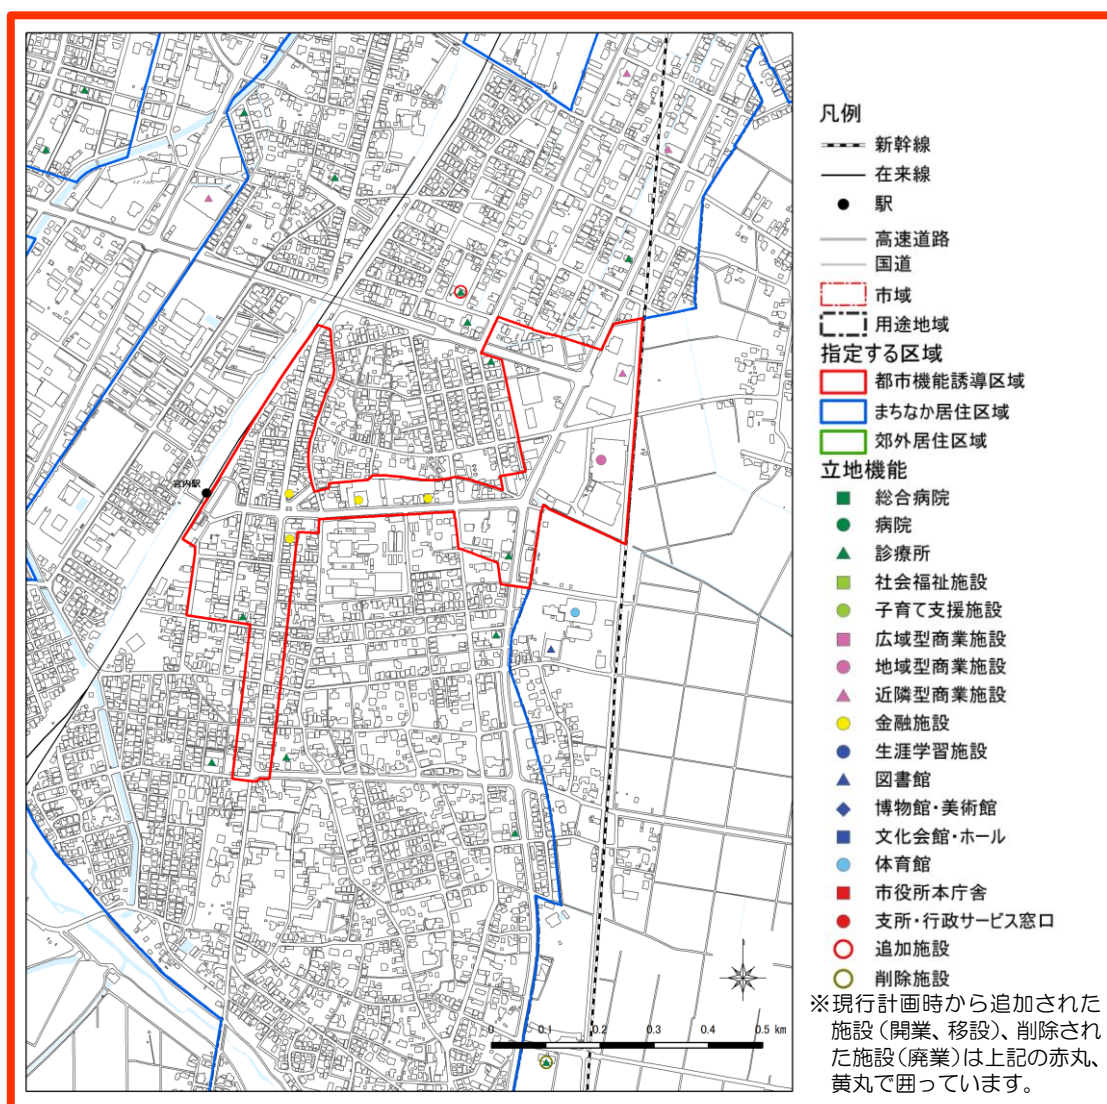 凡例
新幹線
在来線
駅
高速道路
国道
市域
用途地域
指定する区域
都市機能誘導区域
まちなか居住区域
郊外居住区域
立地機能
総合病院
病院
診療所
社会福祉施設
子育て支援施設
広域型商業施設
地域型商業施設
近隣型商業施設
金融施設
生涯学習施設
図書館
博物館・美術館
文化会館・ホール
体育館
市役所本庁舎
支所・行政サービス窓口
追加施設
削除施設
※現行計画時から追加された
施設（開業、移設）、削除され
た施設（廃業）は上記の赤丸、
黄丸で囲っています。
宮内駅
0 0.1 0.2 0.3 0.4 0.5 km